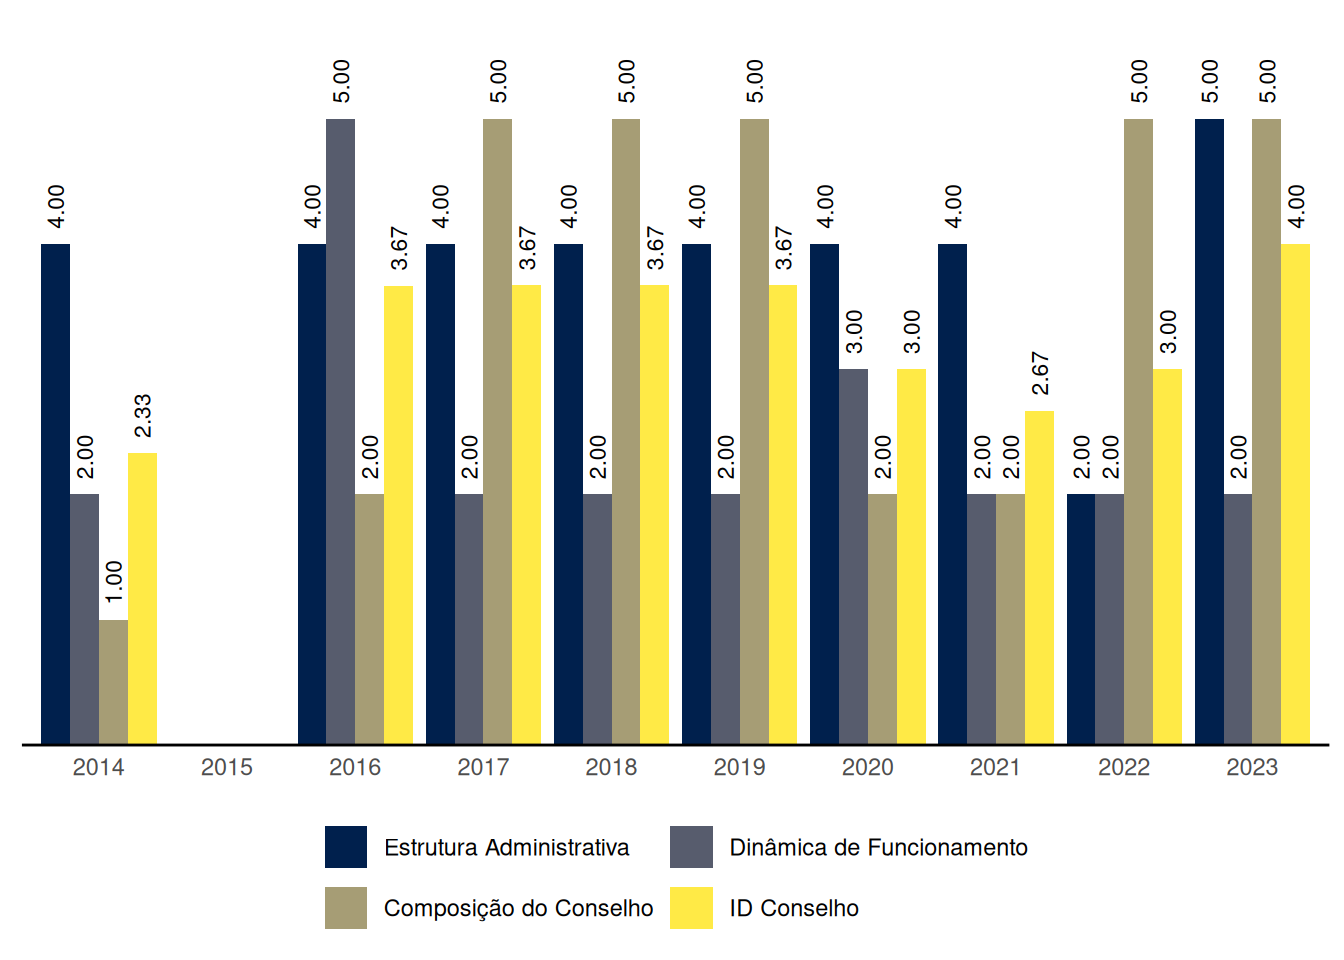 4.00 2.00 1.00 2.33
4.00 5.00 2.00 3.67
4.00 2.00 5.00 3.67
4.00 2.00 5.00 3.67
4.00 2.00 5.00 3.67
4.00 3.00 2.00 3.00
4.00 2.00 2.00 2.67
2.00 2.00 5.00 3.00
5.00 2.00 5.00 4.00
2014 2015 2016 2017 2018 2019 2020 2021 2022 2023
Estrutura Administrativa Dinâmica de Funcionamento
Composição do Conselho ID Conselho